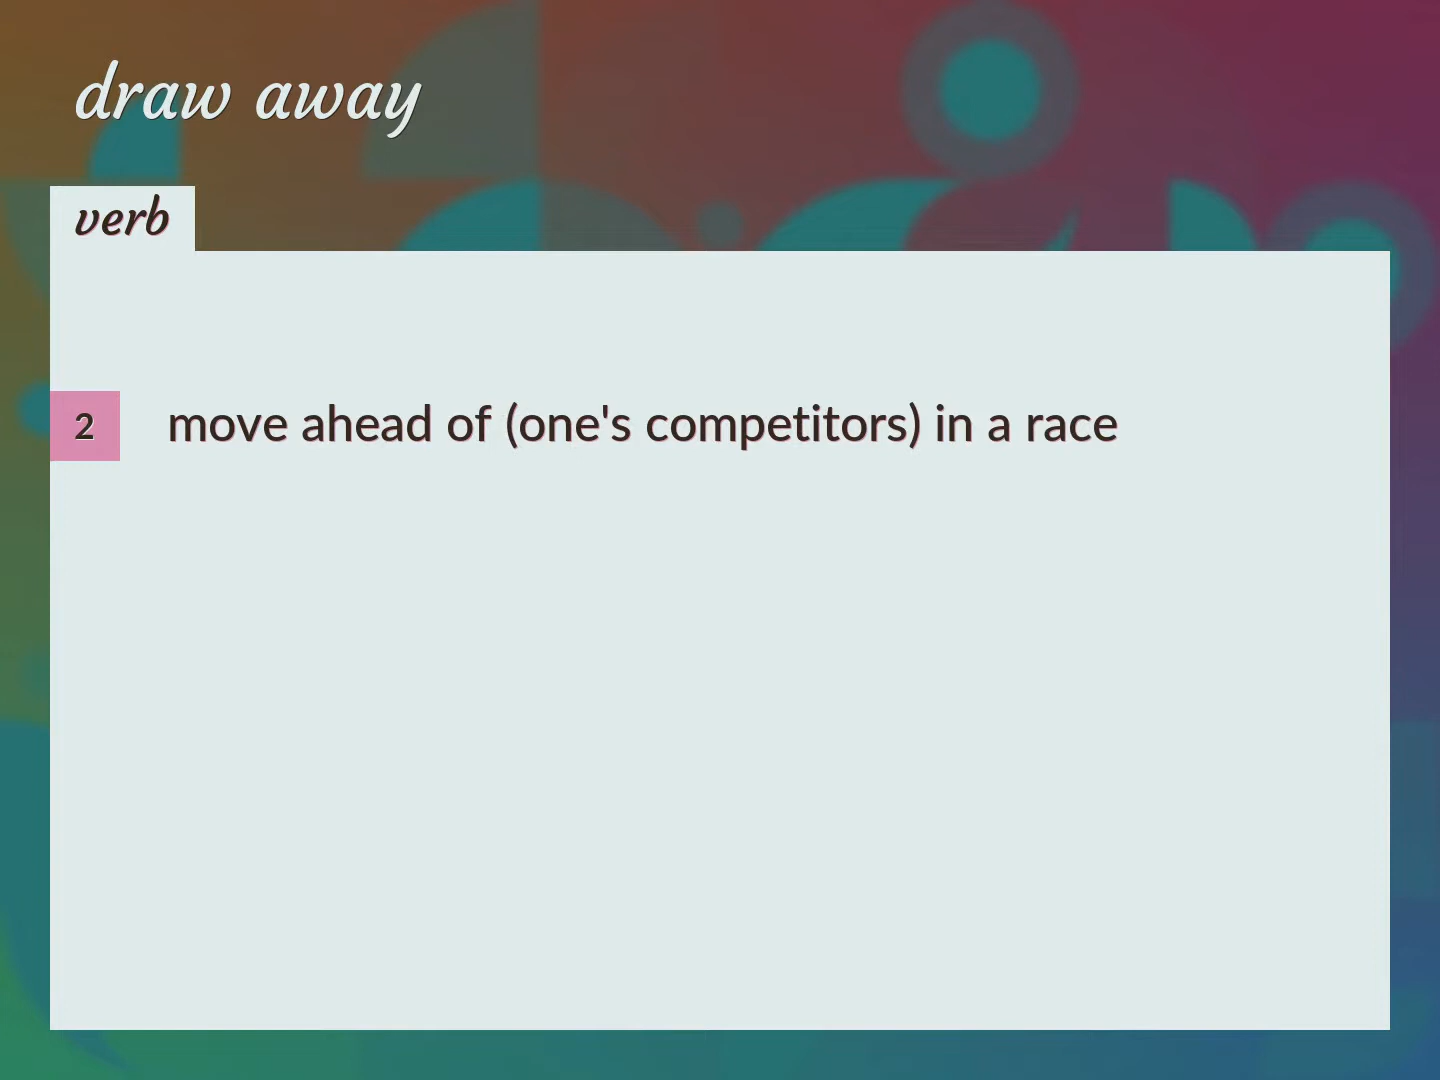 draw away
verb
2 move ahead of (one's competitors) in a race